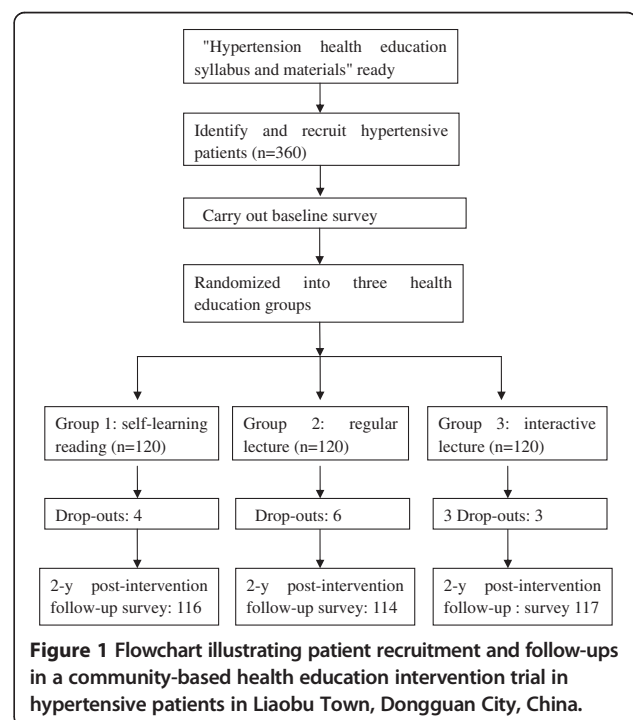 "Hypertension health education
syllabus and materials" ready
Identify and recruit hypertensive
patients (n=360)
Carry out baseline survey
Randomized into three health
education groups
Group 1: self-learning
reading (n=120)
Group 2: regular
lecture (n=120)
Group 3: interactive
lecture (n=120)
Drop-outs: 4
Drop-outs: 6
3 Drop-outs: 3
2-y post-intervention
follow-up survey: 116
2-y post-intervention
follow-up survey: 114
2-y post-intervention
follow-up : survey 117
Figure 1 Flowchart illustrating patient recruitment and follow-ups
in a community-based health education intervention trial in
hypertensive patients in Liaobu Town, Dongguan City, China.